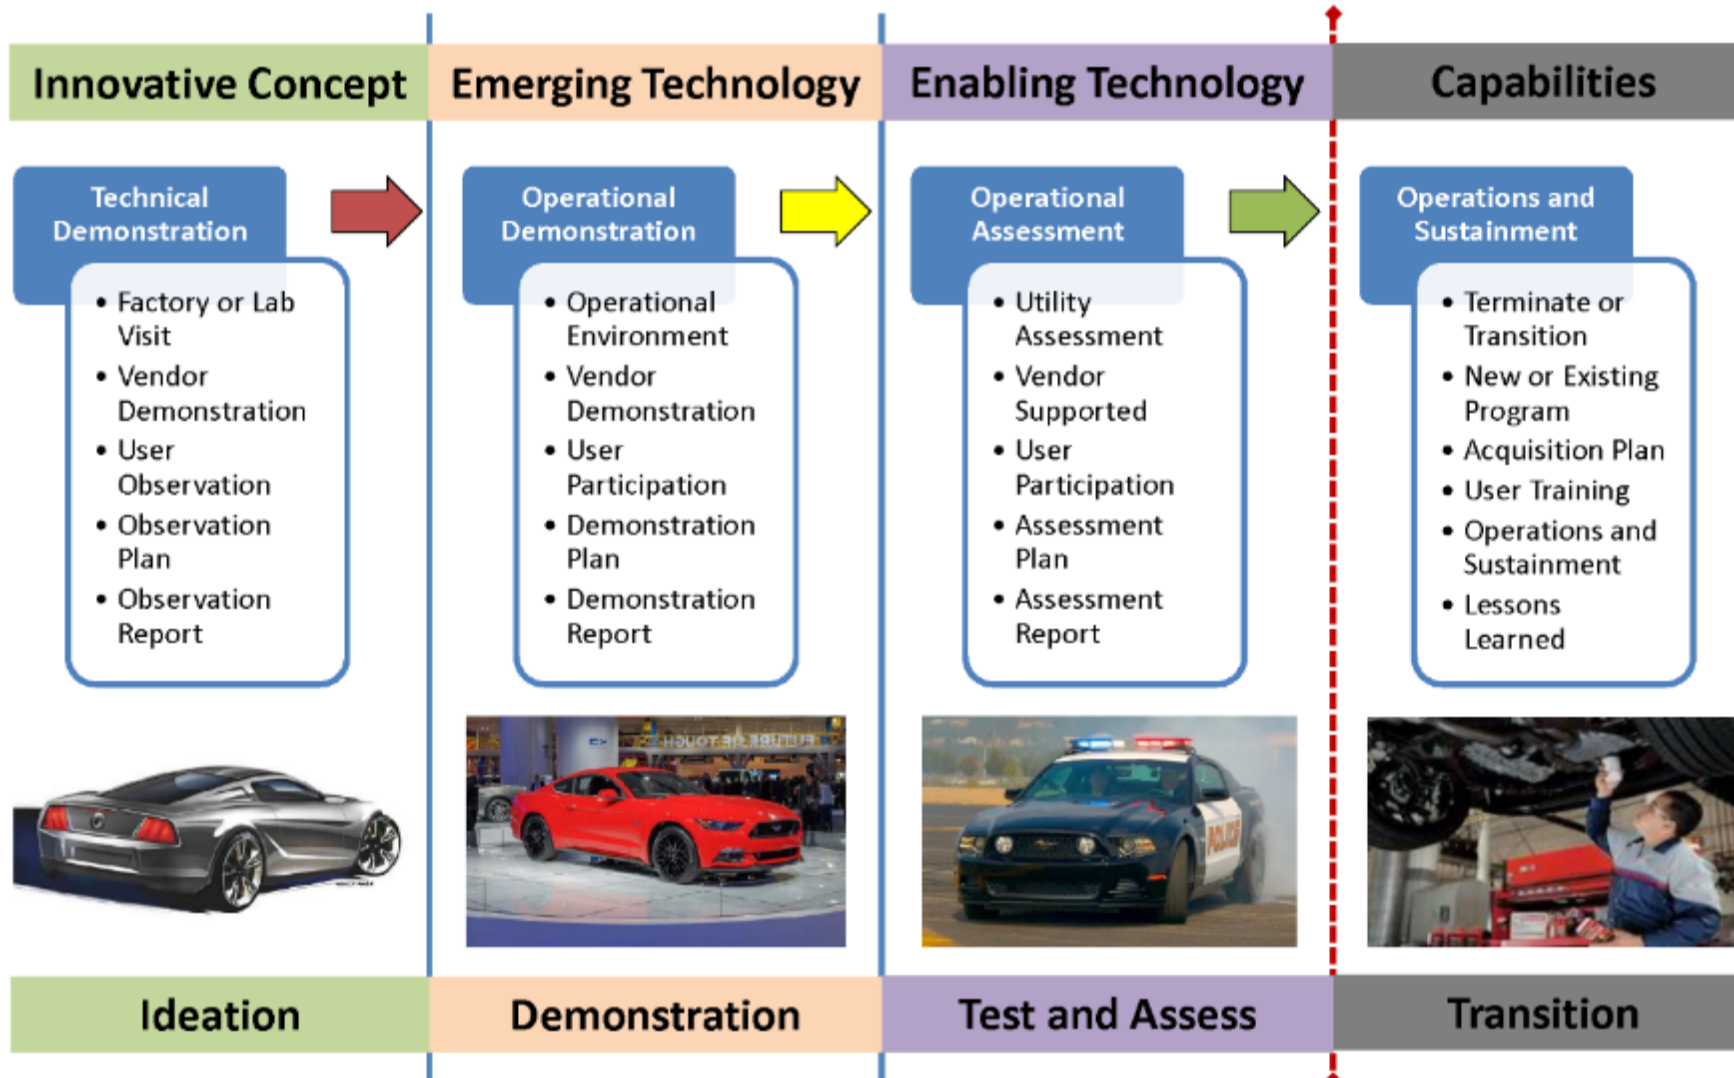 Innovative Concept
Emerging Technology
Enabling Technology
Capabilities
Technical
Demonstration
• Factory or Lab
Visit
• Vendor
Demonstration
• User
Observation
• Observation
Plan
• Observation
Report
Operational
Demonstration
• Operational
Environment
• Vendor
Demonstration
• User
Participation
• Demonstration
Plan
• Demonstration
Report
Operational
Assessment
• Utility
Assessment
• Vendor
Supported
• User
Participation
• Assessment
Plan
• Assessment
Report
Operations and
Sustainment
• Terminate or
Transition
• New or Existing
Program
• Acquisition Plan
• User Training
• Operations and
Sustainment
• Lessons
Learned
FUTURE OF TOUGH
POLICE
Ideation
Demonstration
Test and Assess
Transition